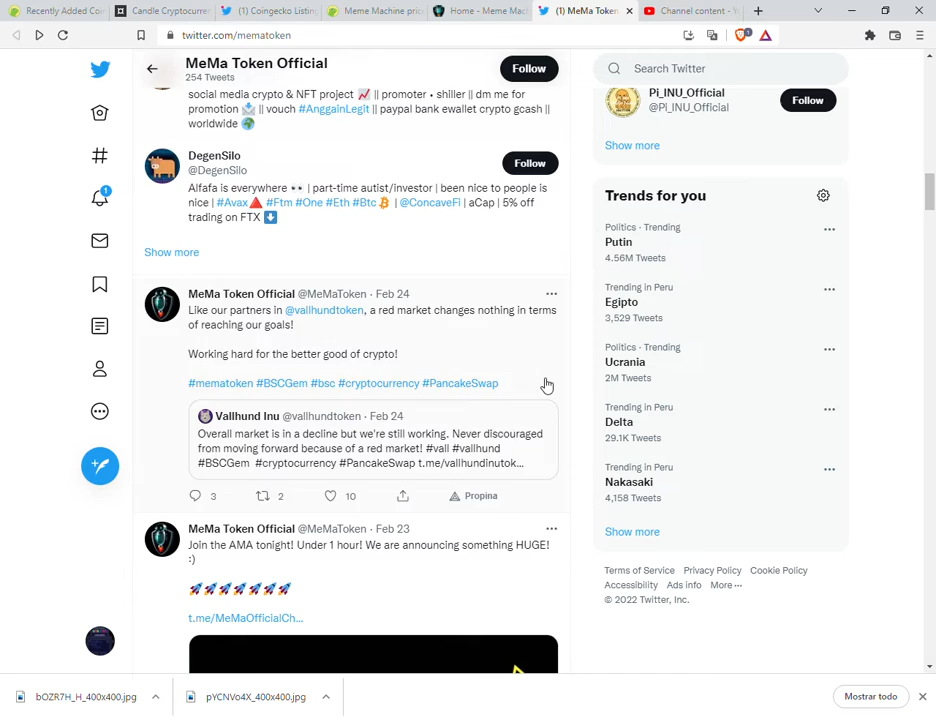 Recently Added Co
Candle Cryptocurre
(1) Coingecko Listing
Meme Machine pric
Home - Meme Mac
(1) MeMa Token
Channel content - Y
twitter.com/mematoken
1
MeMa Token Official
254 Tweets
Follow
Search Twitter
social media crypto & NFT project 📈 || promoter • shiller || dm me for
promotion 📩 || vouch #AnggainLegit || paypal bank ewallet crypto gcash ||
worldwide 🌍
Pi_INU_Official
@Pi_INU_Official
Follow
Show more
DegenSilo
@DegenSilo
Follow
Alfafa is everywhere 👀 | part-time autist/investor | been nice to people is
nice | #Avax🔺 #Ftm #One #Eth #Btc | @ConcaveFi | aCap | 5% off
trading on FTX ⬇️
Show more
Trends for you
Politics · Trending
Putin
4.56M Tweets
Trending in Peru
Egipto
3,529 Tweets
Politics · Trending
Ucrania
2M Tweets
Trending in Peru
Delta
29.1K Tweets
Trending in Peru
Nakasaki
4,158 Tweets
Show more
1
MeMa Token Official @MeMaToken · Feb 24
Like our partners in @vallhundtoken, a red market changes nothing in terms
of reaching our goals!
Working hard for the better good of crypto!
#mematoken #BSCGem #bsc #cryptocurrency #PancakeSwap
Vallhund Inu @vallhundtoken · Feb 24
Overall market is in a decline but we're still working. Never discouraged
from moving forward because of a red market! #vall #vallhund
#BSCGem #cryptocurrency #PancakeSwap t.me/vallhundinutok...
3 2 10 Propina
MeMa Token Official @MeMaToken · Feb 23
Join the AMA tonight! Under 1 hour! We are announcing something HUGE!
:)
🚀🚀🚀🚀🚀🚀🚀
t.me/MeMaOfficialCh...
Terms of Service Privacy Policy Cookie Policy
Accessibility Ads info More ···
© 2022 Twitter, Inc.
bOZR7H_H_400x400.jpg
pYCNVo4X_400x400.jpg
Mostrar todo